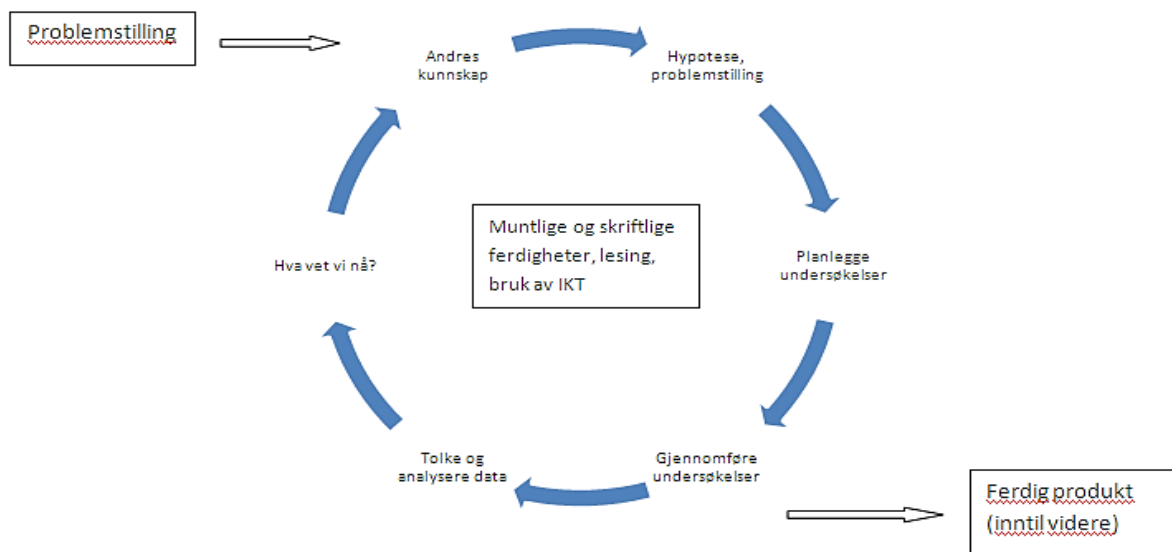 Problemstilling
Andres
kunnskap
Hypotese,
problemstilling
Planlegge
undersøkelser
Gjennomføre
undersøkelser
Tolke og
analysere data
Hva vet vi nå?
Muntlige og skriftlige
ferdigheter, lesing,
bruk av IKT
Ferdig produkt
(inntil videre)